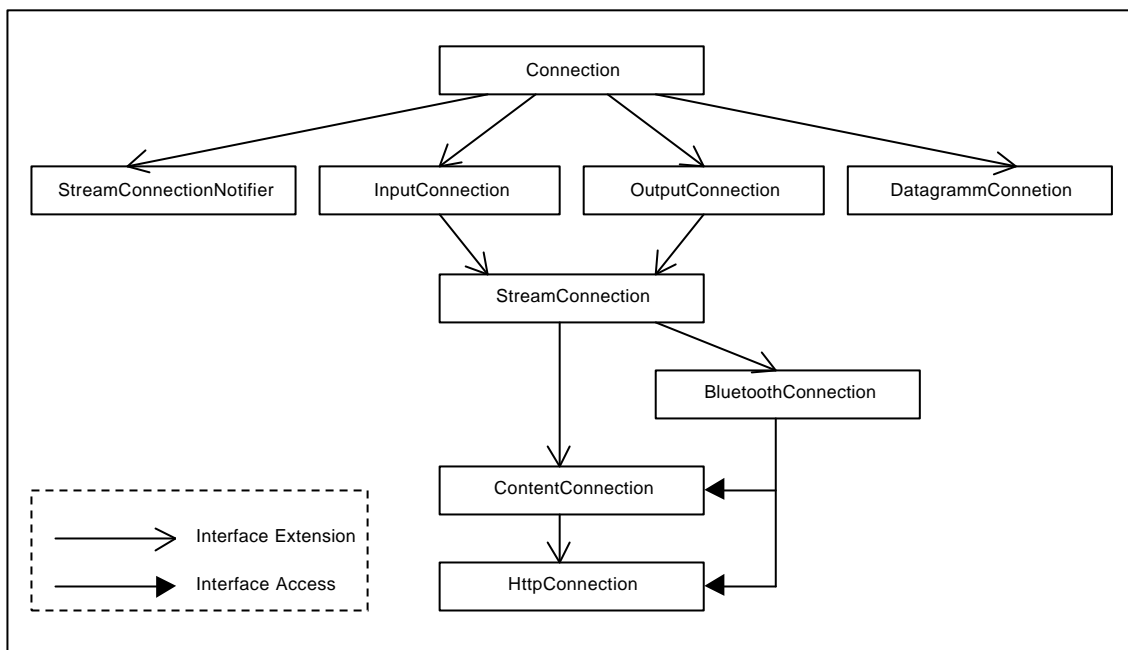 Connection
StreamConnectionNotifier
InputConnection
OutputConnection
DatagrammConnetion
StreamConnection
BluetoothConnection
ContentConnection
HttpConnection
Interface Extension
Interface Access